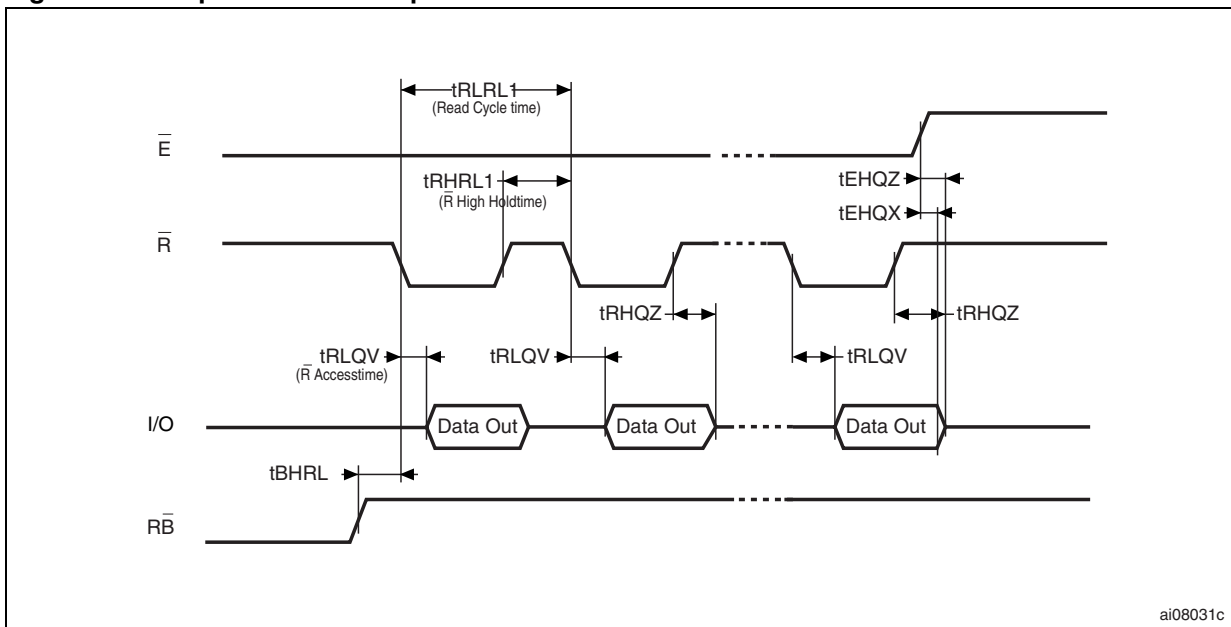 tRLRL1
(Read Cycle time)
E̅
tRHRL1
(R̅ High Holdtime)
tEHQZ
tEHQX
R̅
tRHQZ
tRHQZ
tRLQV
(R̅ Accesstime)
tRLQV
tRLQV
I/O
Data Out
Data Out
Data Out
tBHRL
RB̅
ai08031c